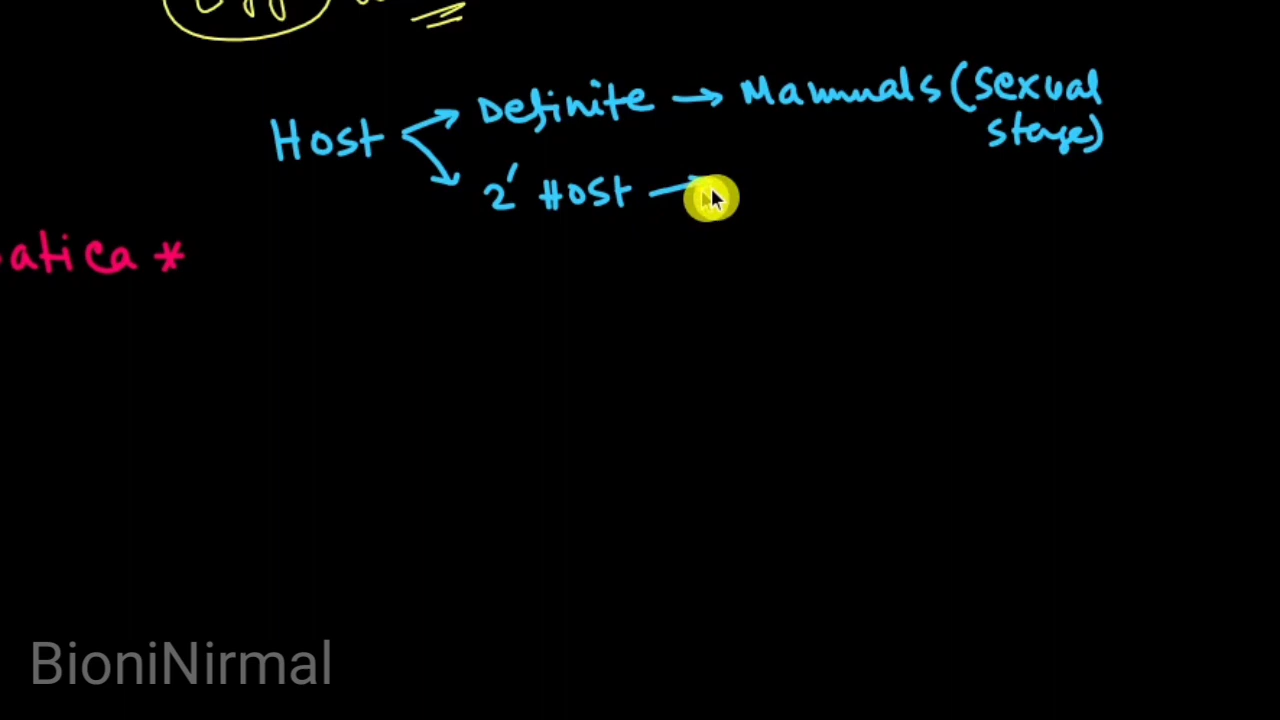 Host → Definite → Mammals (sexual
stage)
2' Host →
atica *
BioniNirmal